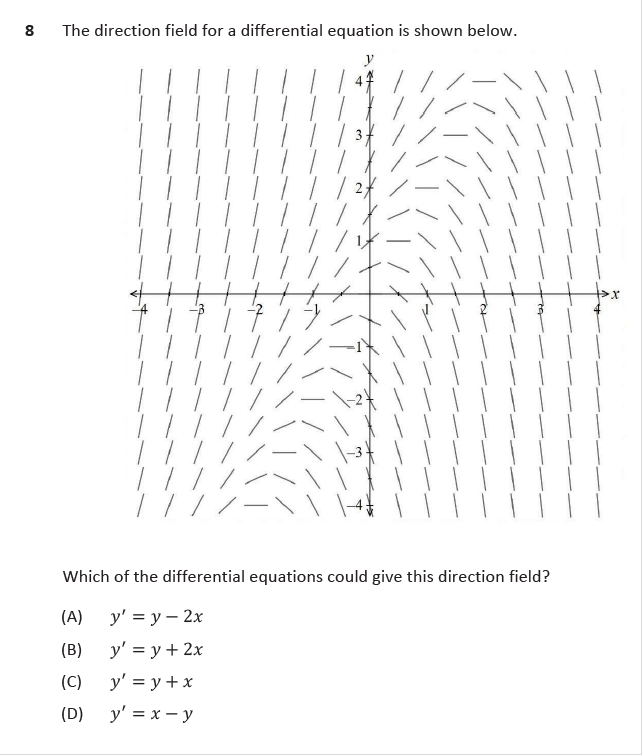 8 The direction field for a differential equation is shown below.
y
4
3
2
1
x
-4 -3 -2 -1 1 2 3 4
-1
-2
-3
-4
Which of the differential equations could give this direction field?
(A) y′ = y − 2x
(B) y′ = y + 2x
(C) y′ = y + x
(D) y′ = x − y